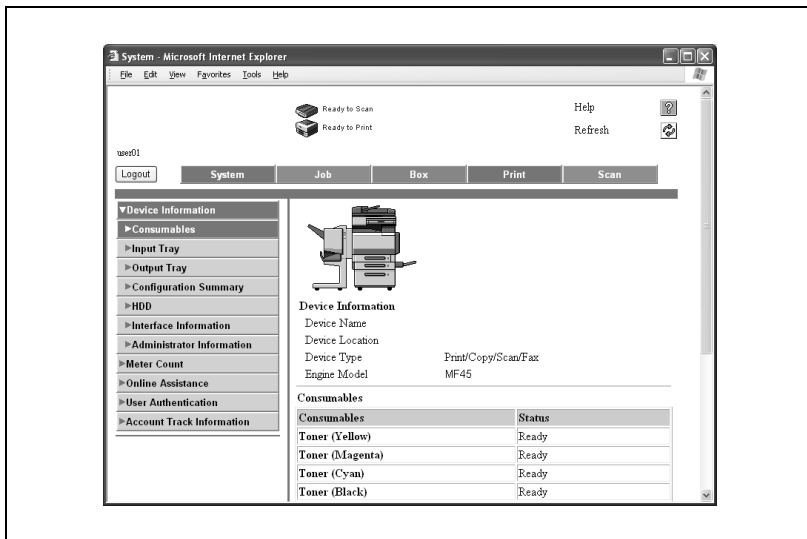 System - Microsoft Internet Explorer
File Edit View Favorites Tools Help
Ready to Scan
Ready to Print
Help
Refresh
user01
Logout System Job Box Print Scan
▼Device Information
►Consumables
►Input Tray
►Output Tray
►Configuration Summary
►HDD
►Interface Information
►Administrator Information
►Meter Count
►Online Assistance
►User Authentication
►Account Track Information
Device Information
Device Name
Device Location
Device Type Print/Copy/Scan/Fax
Engine Model MF45
Consumables
Consumables Status
Toner (Yellow) Ready
Toner (Magenta) Ready
Toner (Cyan) Ready
Toner (Black) Ready